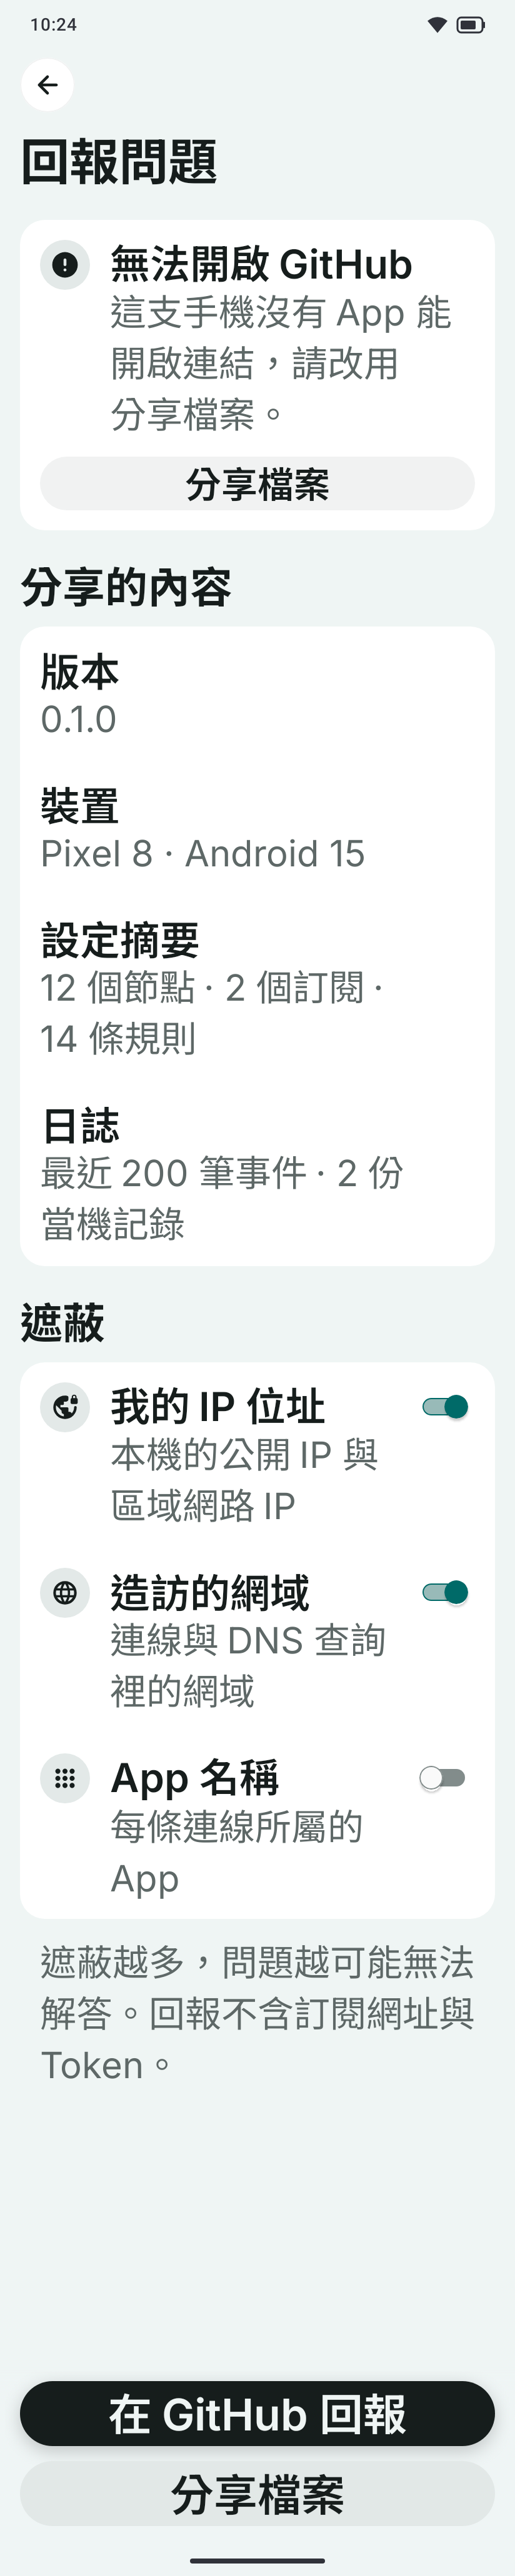 10:24
回報問題
無法開啟 GitHub
這支手機沒有 App 能
開啟連結，請改用
分享檔案。
分享檔案
分享的內容
版本
0.1.0
裝置
Pixel 8 · Android 15
設定摘要
12 個節點 · 2 個訂閱 ·
14 條規則
日誌
最近 200 筆事件 · 2 份
當機記錄
遮蔽
我的 IP 位址
本機的公開 IP 與
區域網路 IP
造訪的網域
連線與 DNS 查詢
裡的網域
App 名稱
每條連線所屬的
App
遮蔽越多，問題越可能無法
解答。回報不含訂閱網址與
Token。
在 GitHub 回報
分享檔案